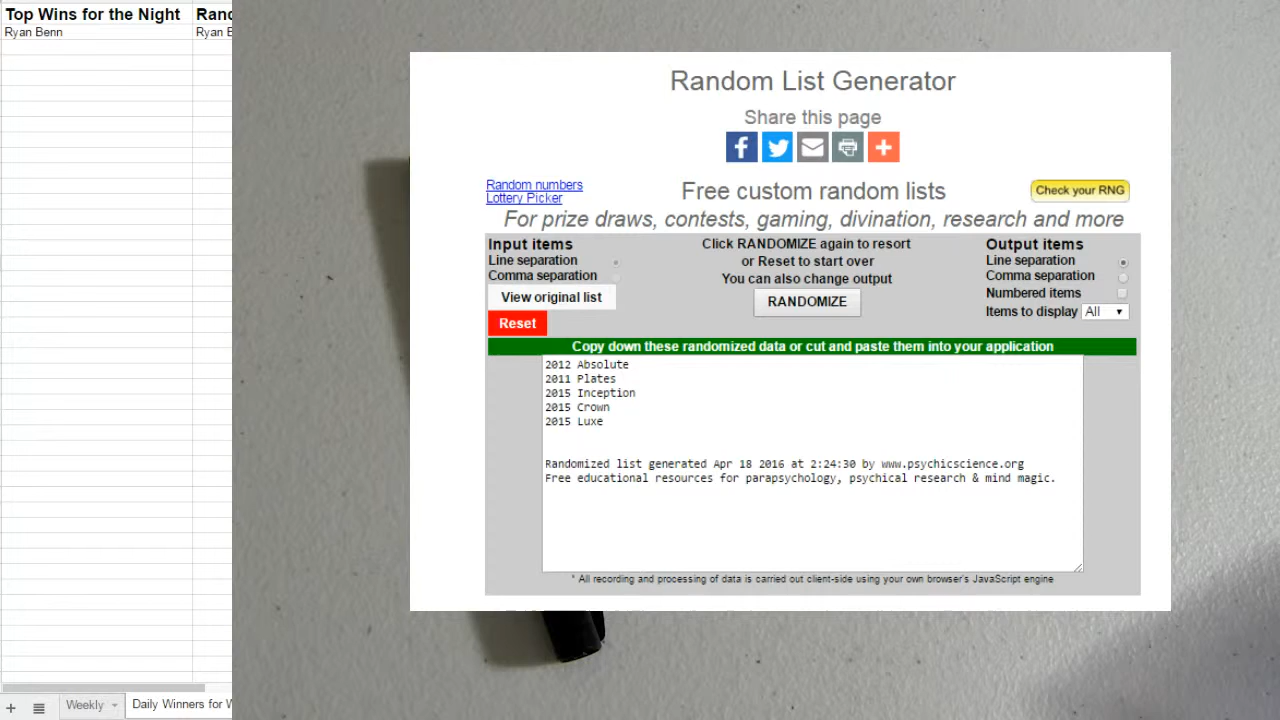 Top Wins for the Night
Ryan Benn
Random List Generator
Share this page
Random numbers
Lottery Picker
Free custom random lists
Check your RNG
For prize draws, contests, gaming, divination, research and more
Input items
Line separation
Comma separation
View original list
Reset
Click RANDOMIZE again to resort
or Reset to start over
You can also change output
RANDOMIZE
Output items
Line separation
Comma separation
Numbered items
Items to display All
Copy down these randomized data or cut and paste them into your application
2012 Absolute
2011 Plates
2015 Inception
2015 Crown
2015 Luxe
Randomized list generated Apr 18 2016 at 2:24:30 by www.psychicscience.org
Free educational resources for parapsychology, psychical research & mind magic.
* All recording and processing of data is carried out client-side using your own browser's JavaScript engine
Weekly
Daily Winners for